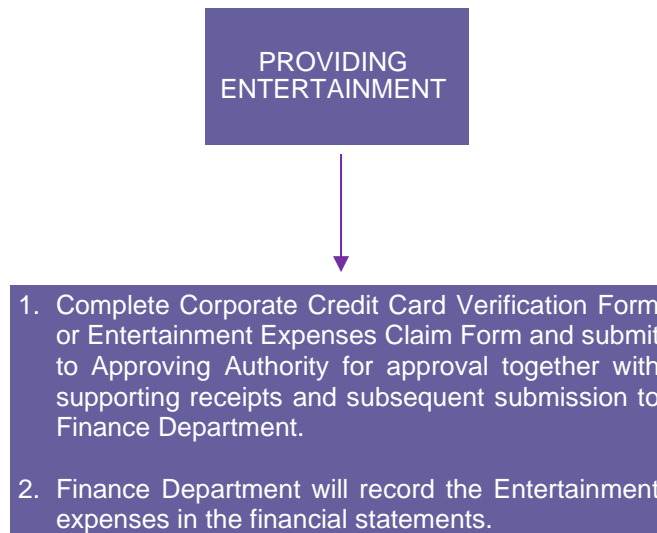 PROVIDING
ENTERTAINMENT
1. Complete Corporate Credit Card Verification Form
or Entertainment Expenses Claim Form and submit
to Approving Authority for approval together with
supporting receipts and subsequent submission to
Finance Department.
2. Finance Department will record the Entertainment
expenses in the financial statements.